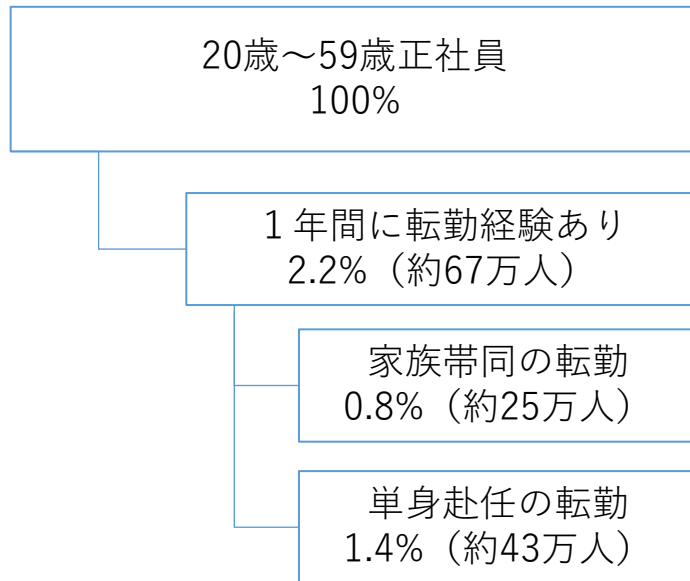 20歳～59歳正社員
100%
１年間に転勤経験あり
2.2%（約67万人）
家族帯同の転勤
0.8%（約25万人）
単身赴任の転勤
1.4%（約43万人）